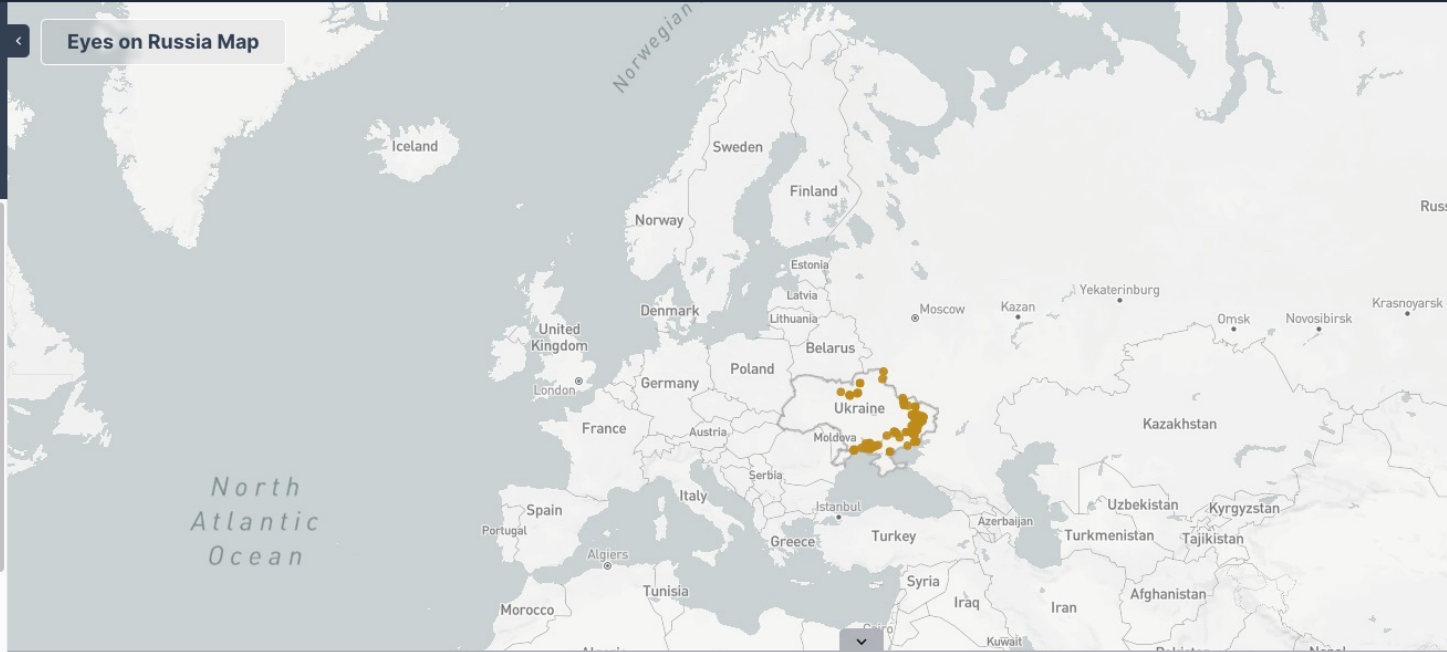 Eyes on Russia Map
Norwegian
Iceland
Sweden
Finland
Norway
Estonia
Latvia
Lithuania
Denmark
United
Kingdom
London
Belarus
Poland
Germany
Ukraine
France
Austria
Moldova
Serbia
Italy
Spain
Portugal
Istanbul
Greece
Turkey
Algiers
Tunisia
Morocco
Moscow
Kazan
Yekaterinburg
Omsk
Novosibirsk
Krasnoyarsk
Kazakhstan
Uzbekistan
Kyrgyzstan
Azerbaijan
Turkmenistan
Tajikistan
Syria
Iraq
Iran
Afghanistan
Kuwait
North
Atlantic
Ocean